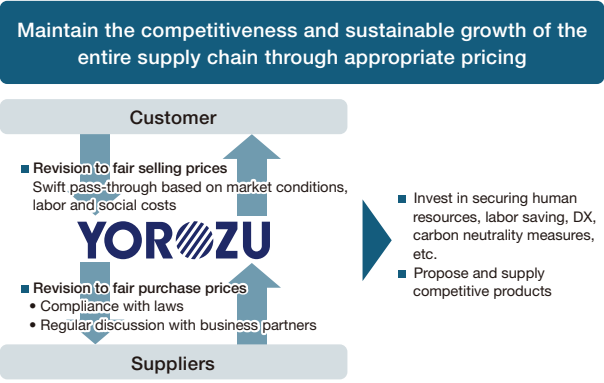 Maintain the competitiveness and sustainable growth of the
entire supply chain through appropriate pricing
Customer
■ Revision to fair selling prices
Swift pass-through based on market conditions,
labor and social costs
YOROZU
■ Revision to fair purchase prices
• Compliance with laws
• Regular discussion with business partners
Suppliers
■ Invest in securing human
resources, labor saving, DX,
carbon neutrality measures,
etc.
■ Propose and supply
competitive products